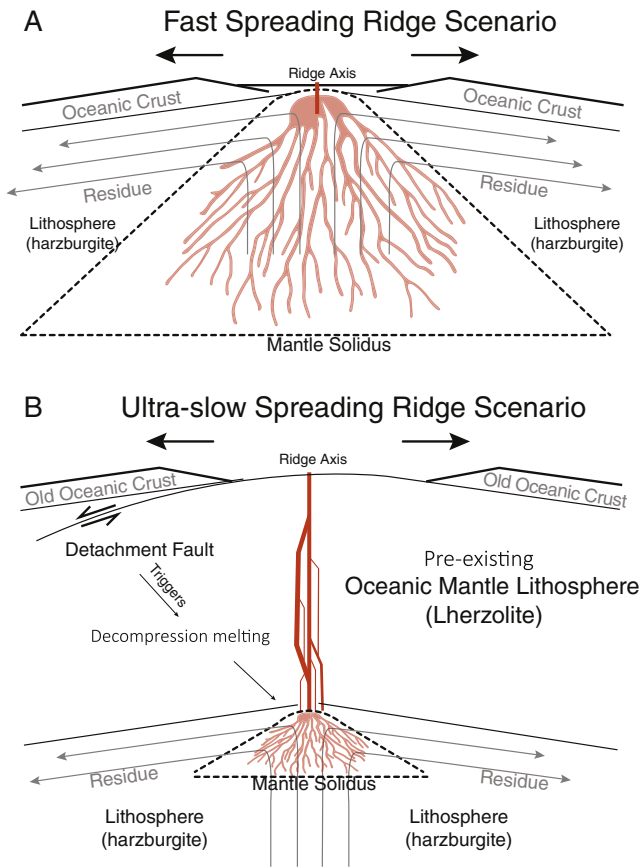 A
Fast Spreading Ridge Scenario
Ridge Axis
Oceanic Crust
Oceanic Crust
Residue
Residue
Lithosphere
(harzburgite)
Lithosphere
(harzburgite)
Mantle Solidus
B
Ultra-slow Spreading Ridge Scenario
Ridge Axis
Old Oceanic Crust
Old Oceanic Crust
Detachment Fault
Triggers
Decompression melting
Pre-existing
Oceanic Mantle Lithosphere
(Lherzolite)
Residue
Residue
Mantle Solidus
Lithosphere
(harzburgite)
Lithosphere
(harzburgite)